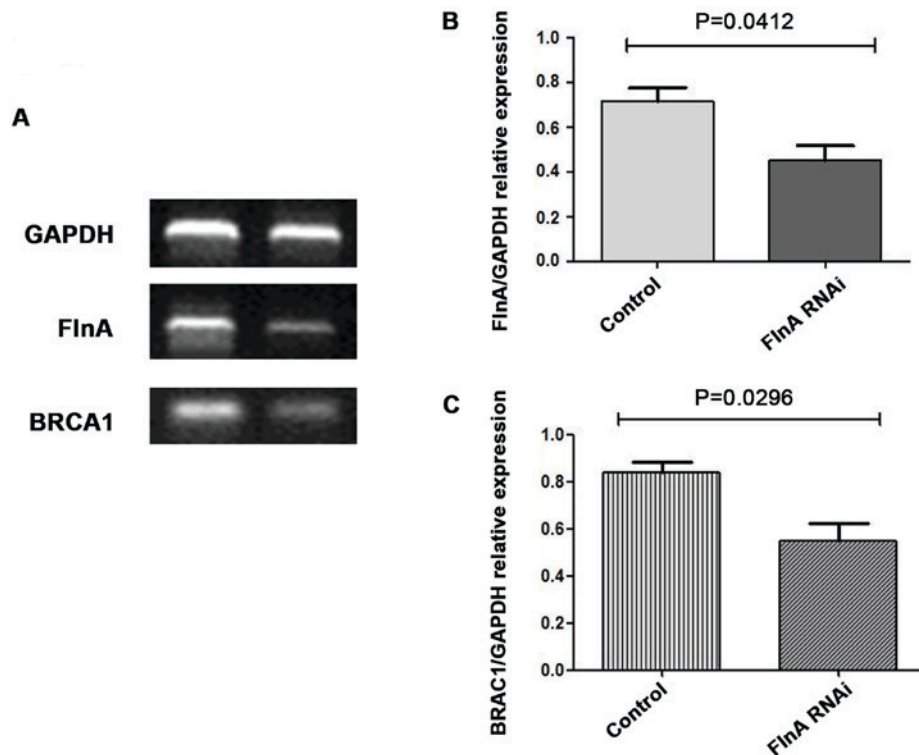 A
GAPDH
FlnA
BRCA1
B
P=0.0412
FlnA/GAPDH relative expression
1.0
0.8
0.6
0.4
0.2
0.0
Control
FlnA RNAi
C
P=0.0296
BRAC1/GAPDH relative expression
1.0
0.8
0.6
0.4
0.2
0.0
Control
FlnA RNAi